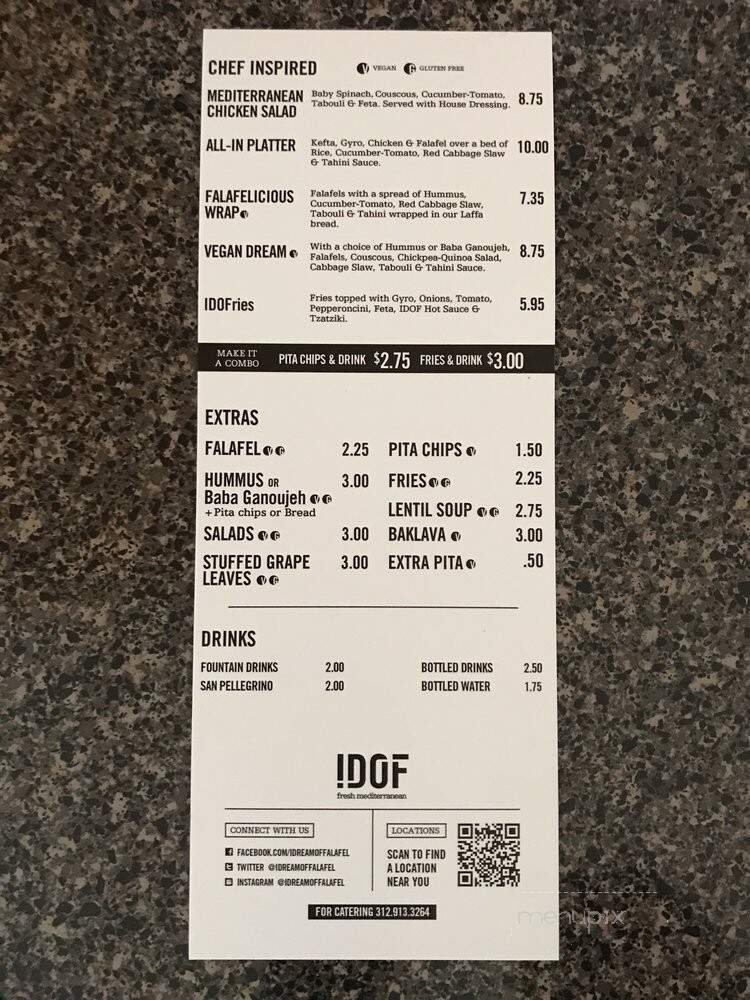 CHEF INSPIRED V VEGAN G GLUTEN FREE
MEDITERRANEAN CHICKEN SALAD
Baby Spinach, Couscous, Cucumber-Tomato,
Tabouli & Feta. Served with House Dressing.
8.75
ALL-IN PLATTER
Kefta, Gyro, Chicken & Falafel over a bed of
Rice, Cucumber-Tomato, Red Cabbage Slaw
& Tahini Sauce.
10.00
FALAFELICIOUS
WRAP V
Falafels with a spread of Hummus,
Cucumber-Tomato, Red Cabbage Slaw,
Tabouli & Tahini wrapped in our Laffa
bread.
7.35
VEGAN DREAM V
With a choice of Hummus or Baba Ganoujeh,
Falafels, Couscous, Chickpea-Quinoa Salad,
Cabbage Slaw, Tabouli & Tahini Sauce.
8.75
IDOFries
Fries topped with Gyro, Onions, Tomato,
Pepperoncini, Feta, IDOF Hot Sauce &
Tzatziki.
5.95
MAKE IT
A COMBO
PITA CHIPS & DRINK $2.75 FRIES & DRINK $3.00
EXTRAS
FALAFEL V G 2.25
HUMMUS OR 3.00
Baba Ganoujeh V G
+Pita chips or Bread
SALADS V G 3.00
STUFFED GRAPE 3.00
LEAVES V G
PITA CHIPS V 1.50
FRIES V G 2.25
LENTIL SOUP V G 2.75
BAKLAVA V 3.00
EXTRA PITA V .50
DRINKS
FOUNTAIN DRINKS 2.00
SAN PELLEGRINO 2.00
BOTTLED DRINKS 2.50
BOTTLED WATER 1.75
IDOF
fresh mediterranean
CONNECT WITH US
FACEBOOK.COM/IDREAMOFFALAFEL
TWITTER @IDREAMOFFALAFEL
INSTAGRAM @IDREAMOFFALAFEL
LOCATIONS
SCAN TO FIND
A LOCATION
NEAR YOU
FOR CATERING 312.913.3264
menupix